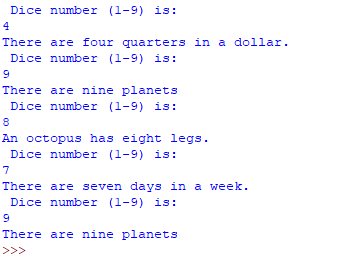 Dice number (1-9) is:
4
There are four quarters in a dollar.
Dice number (1-9) is:
9
There are nine planets
Dice number (1-9) is:
8
An octopus has eight legs.
Dice number (1-9) is:
7
There are seven days in a week.
Dice number (1-9) is:
9
There are nine planets
>>>